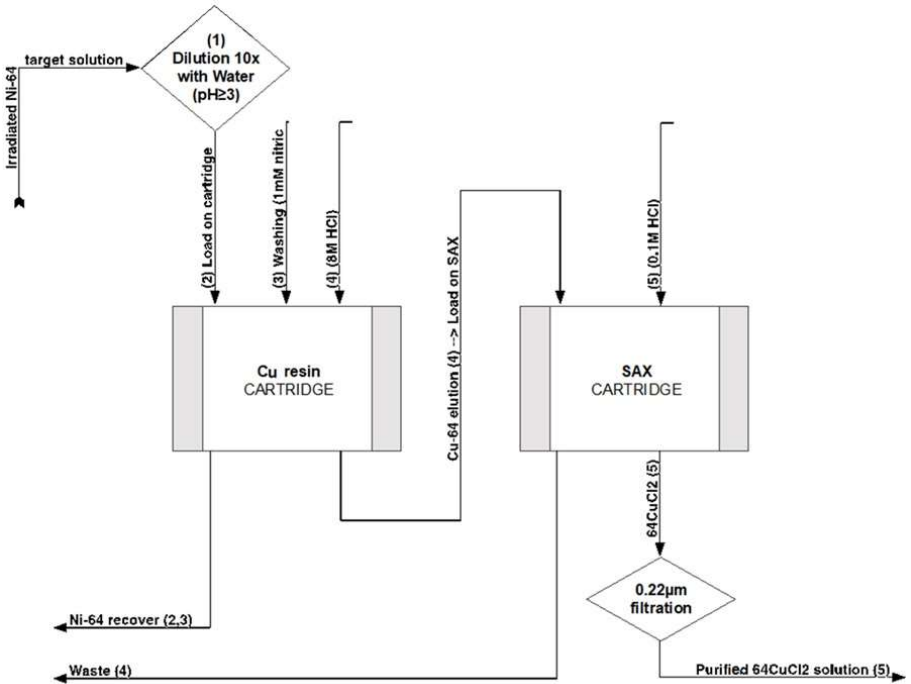 (1)
Dilution 10x
with Water
(pH≥3)
target solution
Irradiated Ni-64
(2) Load on cartridge
(3) Washing (1mM nitric
(4) (8M HCl)
Cu-64 elution (4) --> Load on SAX
(5) (0.1M HCl)
Cu resin
CARTRIDGE
SAX
CARTRIDGE
64CuCl2 (5)
0.22µm
filtration
Ni-64 recover (2,3)
Waste (4)
Purified 64CuCl2 solution (5)